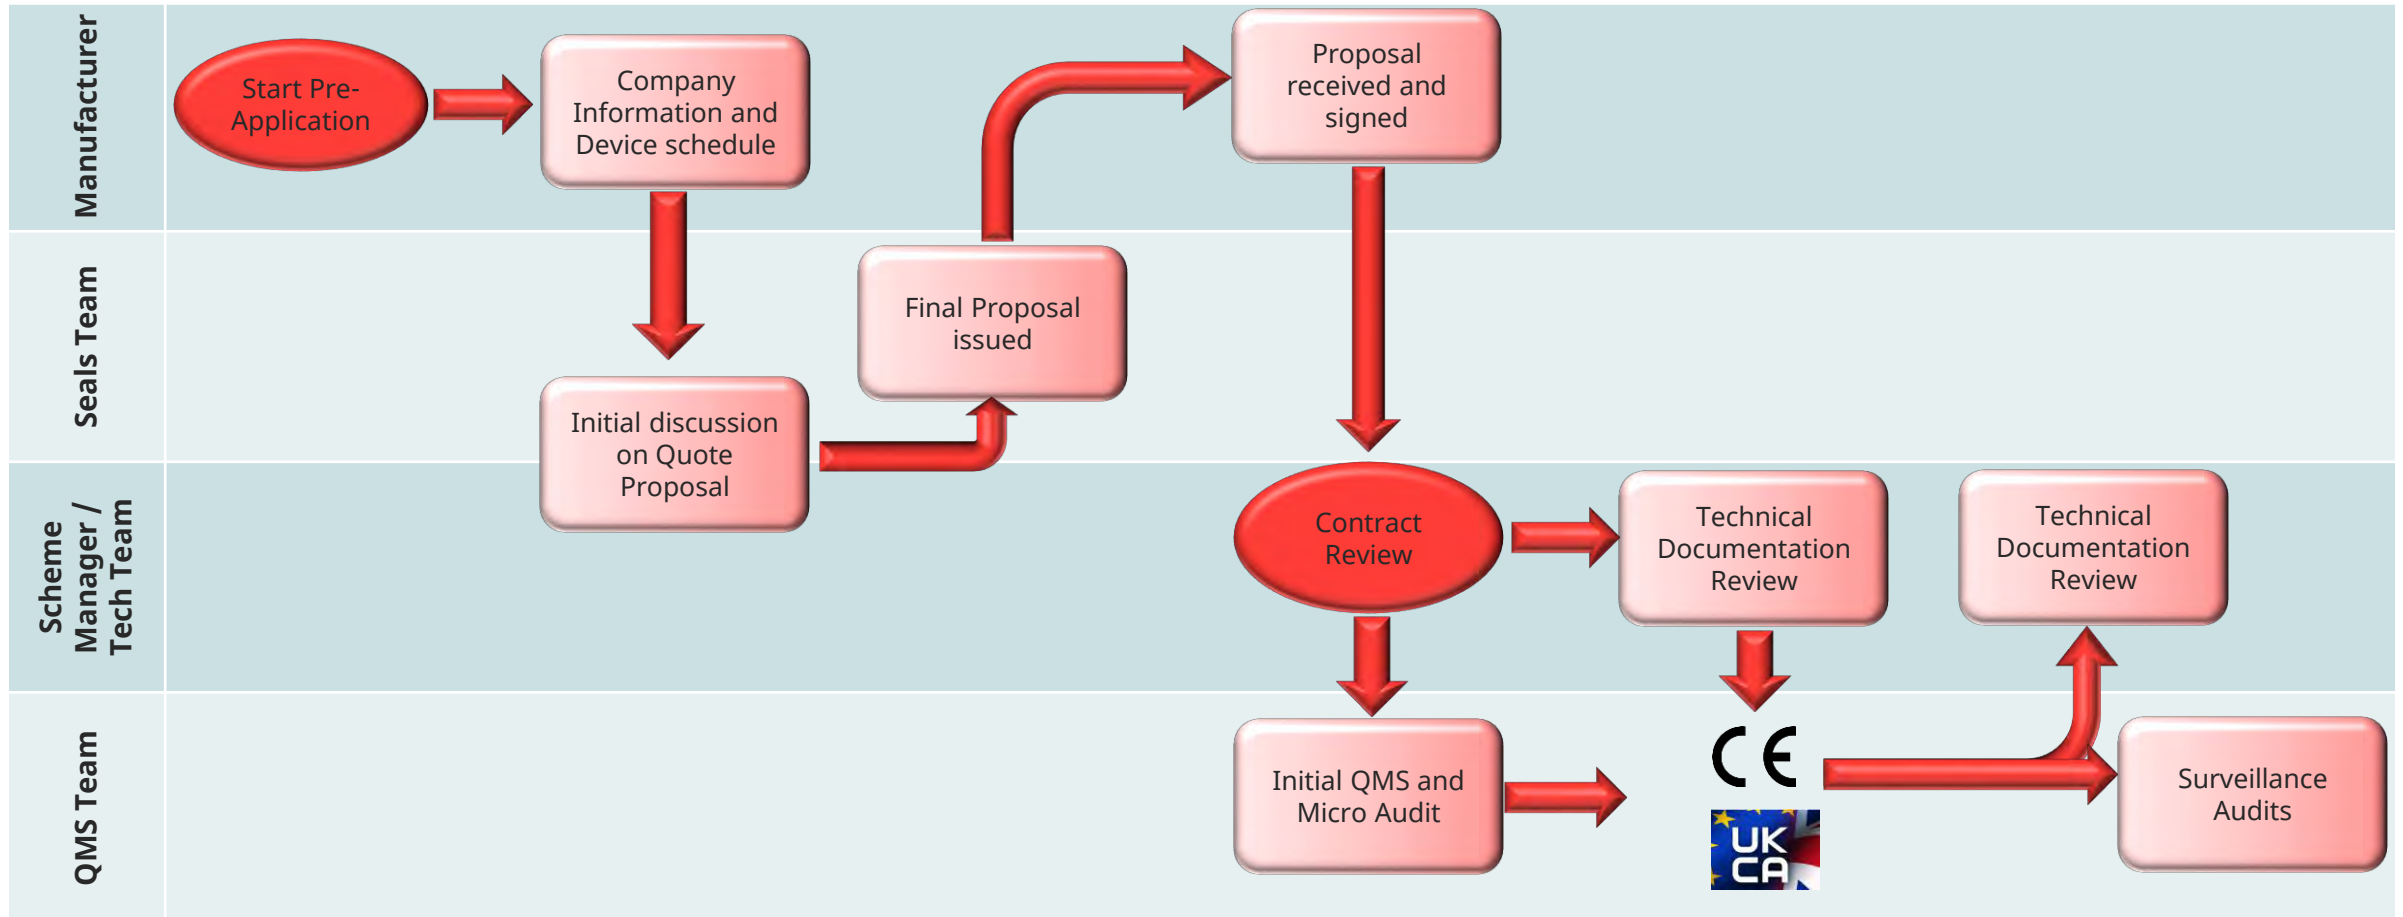 Manufacturer
Start Pre-
Application
Company
Information and
Device schedule
Proposal
received and
signed
Seals Team
Final Proposal
issued
Initial discussion
on Quote
Proposal
Scheme
Manager /
Tech Team
Contract
Review
Technical
Documentation
Review
Technical
Documentation
Review
QMS Team
Initial QMS and
Micro Audit
CE
UK
CA
Surveillance
Audits